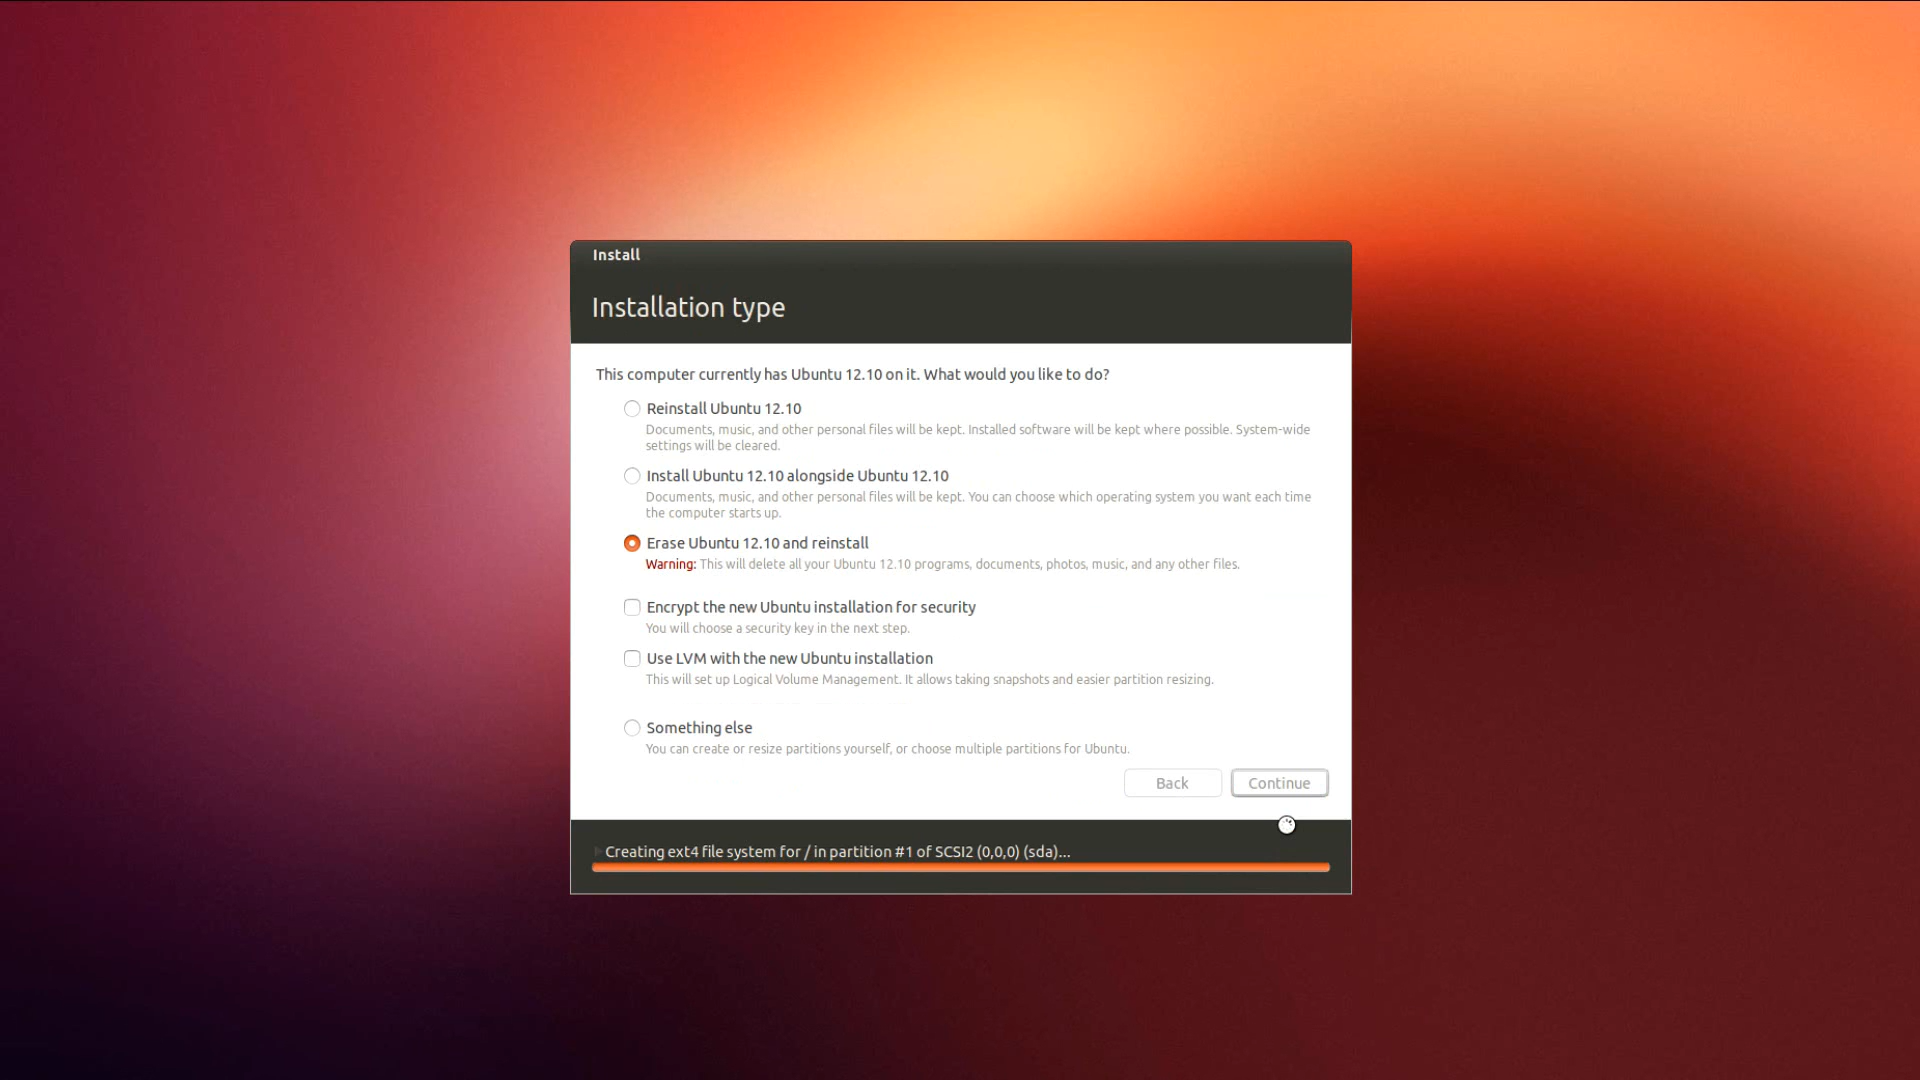 Install
Installation type
This computer currently has Ubuntu 12.10 on it. What would you like to do?
Reinstall Ubuntu 12.10
Documents, music, and other personal files will be kept. Installed software will be kept where possible. System-wide
settings will be cleared.
Install Ubuntu 12.10 alongside Ubuntu 12.10
Documents, music, and other personal files will be kept. You can choose which operating system you want each time
the computer starts up.
Erase Ubuntu 12.10 and reinstall
Warning: This will delete all your Ubuntu 12.10 programs, documents, photos, music, and any other files.
Encrypt the new Ubuntu installation for security
You will choose a security key in the next step.
Use LVM with the new Ubuntu installation
This will set up Logical Volume Management. It allows taking snapshots and easier partition resizing.
Something else
You can create or resize partitions yourself, or choose multiple partitions for Ubuntu.
Back Continue
Creating ext4 file system for / in partition #1 of SCSI2 (0,0,0) (sda)...